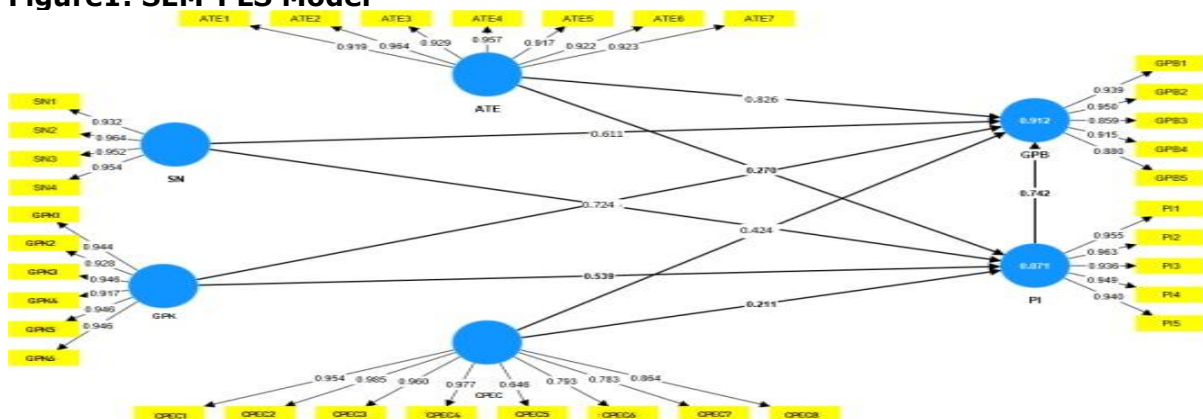 Figure1: SEM-PLS Model
ATE1 ATE2 ATE3 ATE4 ATE5 ATE6 ATE7
0.919 0.964 0.929 0.957 0.917 0.922 0.923
ATE
SN1
SN2
SN3
SN4
0.932
0.964
0.962
0.954
SN
GPK1
GPK2
GPK3
GPK4
GPK5
GPK6
0.944
0.928
0.946
0.917
0.946
0.946
GPK
0.826
0.611
0.270
0.724
0.424
0.539
0.211
0.742
0.912
GPB
0.939
0.950
0.859
0.915
0.880
GPB1
GPB2
GPB3
GPB4
GPB5
0.871
PI
0.955
0.963
0.936
0.949
0.940
PI1
PI2
PI3
PI4
PI5
0.954 0.985 0.960 0.977 0.646 0.793 0.783 0.864
CPEC
CPEC1 CPEC2 CPEC3 CPEC4 CPEC5 CPEC6 CPEC7 CPEC8